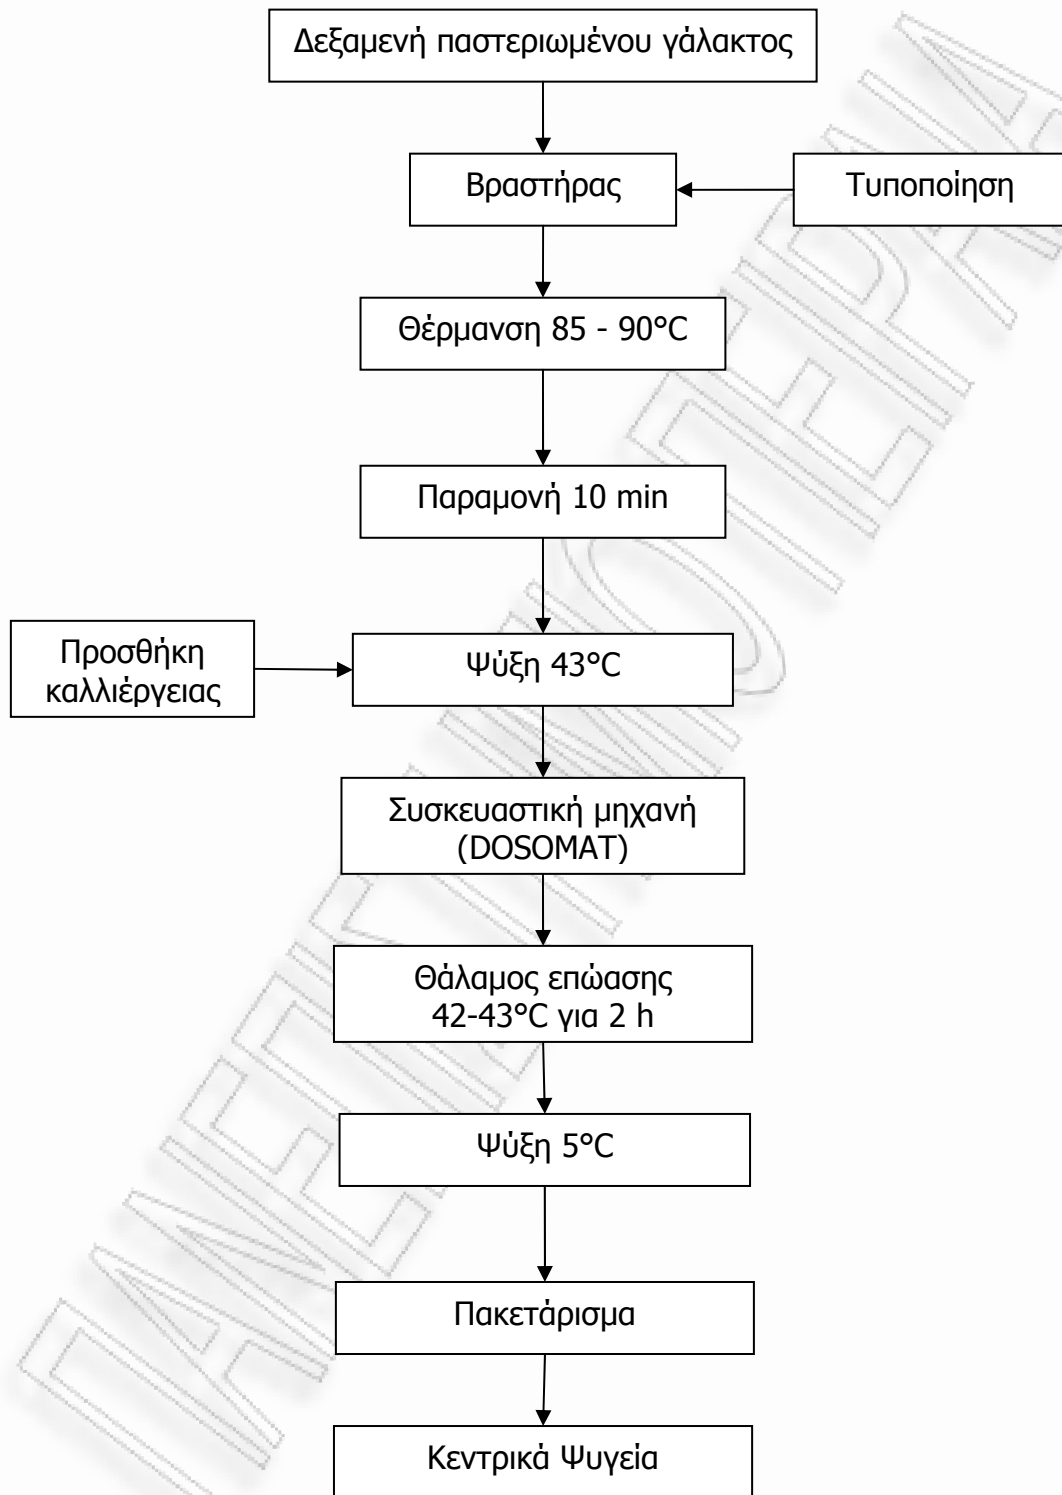 Δεξαμενή παστεριωμένου γάλακτος
Βραστήρας
Τυποποίηση
Θέρμανση 85 - 90°C
Παραμονή 10 min
Προσθήκη
καλλιέργειας
Ψύξη 43°C
Συσκευαστική μηχανή
(DOSOMAT)
Θάλαμος επώασης
42-43°C για 2 h
Ψύξη 5°C
Πακετάρισμα
Κεντρικά Ψυγεία